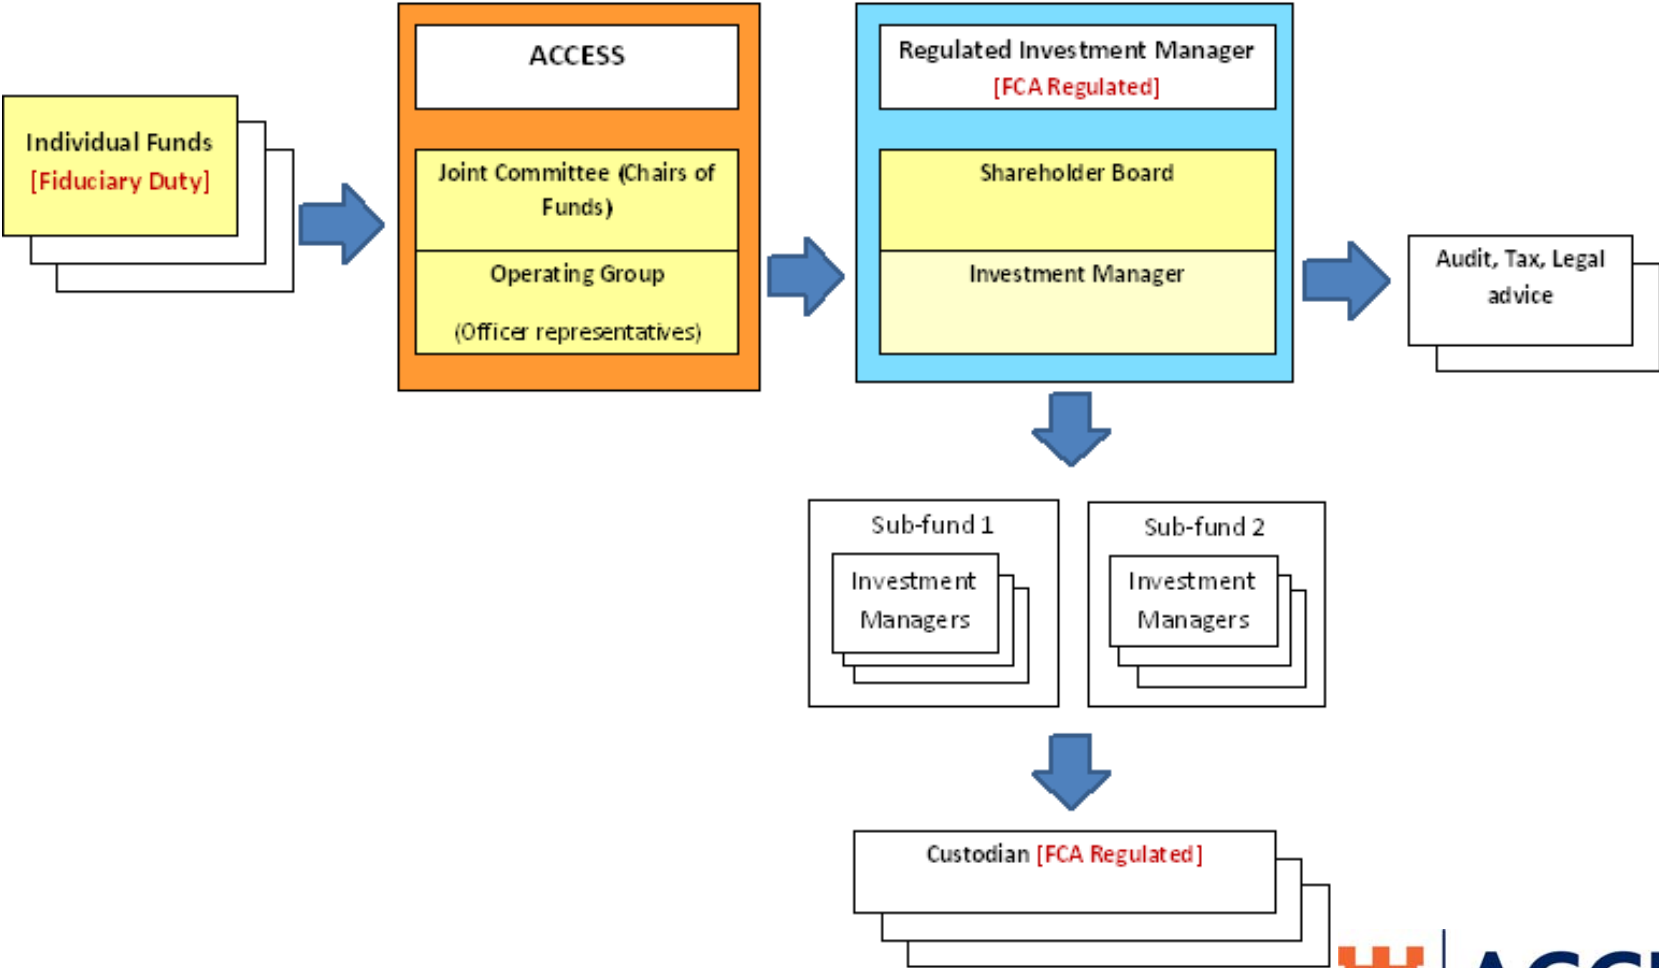 ACCESS
Regulated Investment Manager
[FCA Regulated]
Individual Funds
[Fiduciary Duty]
Joint Committee (Chairs of
Funds)
Shareholder Board
Operating Group
(Officer representatives)
Investment Manager
Audit, Tax, Legal
advice
Sub-fund 1
Investment
Managers
Sub-fund 2
Investment
Managers
Custodian [FCA Regulated]